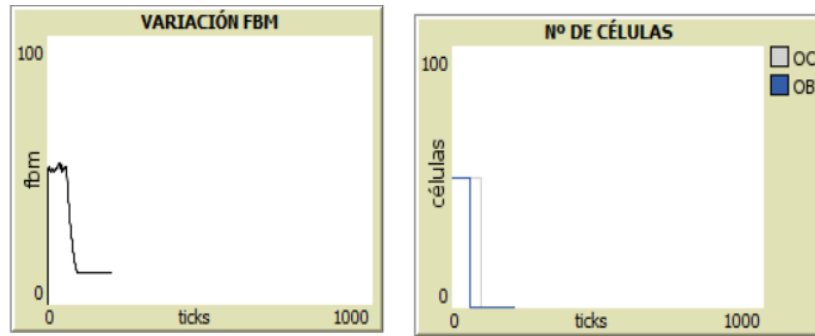 VARIACIÓN FBM
100
fbm
0
0 ticks 1000
Nº DE CÉLULAS
100
células
0
0 ticks 1000
OC
OB